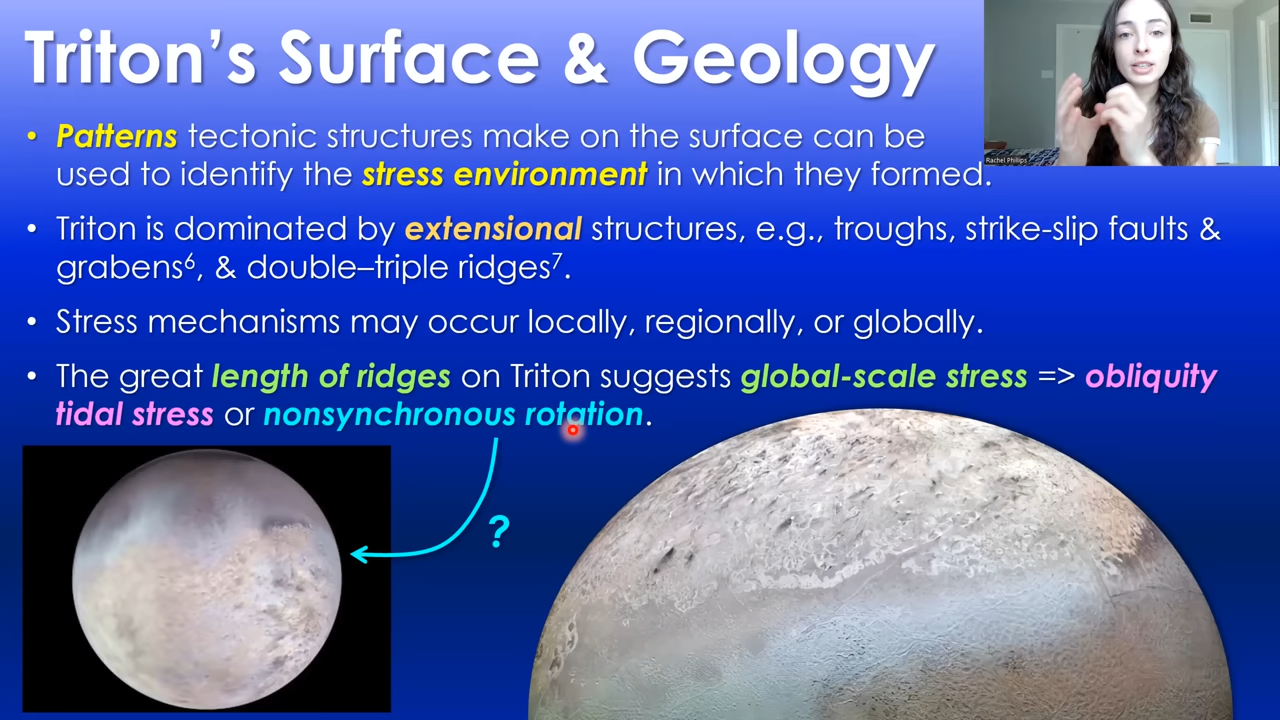 Triton's Surface & Geology
• Patterns tectonic structures make on the surface can be
used to identify the stress environment in which they formed.
• Triton is dominated by extensional structures, e.g., troughs, strike-slip faults &
grabens⁶, & double–triple ridges⁷.
• Stress mechanisms may occur locally, regionally, or globally.
• The great length of ridges on Triton suggests global-scale stress => obliquity
tidal stress or nonsynchronous rotation.
?
Rachel Phillips